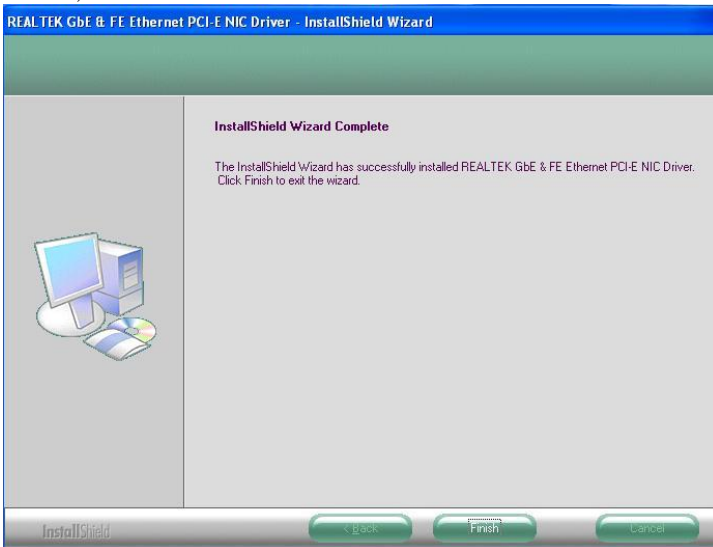 REALTEK GbE & FE Ethernet PCI-E NIC Driver - InstallShield Wizard
InstallShield Wizard Complete
The InstallShield Wizard has successfully installed REALTEK GbE & FE Ethernet PCI-E NIC Driver.
Click Finish to exit the wizard.
InstallShield
< Back
Finish
Cancel